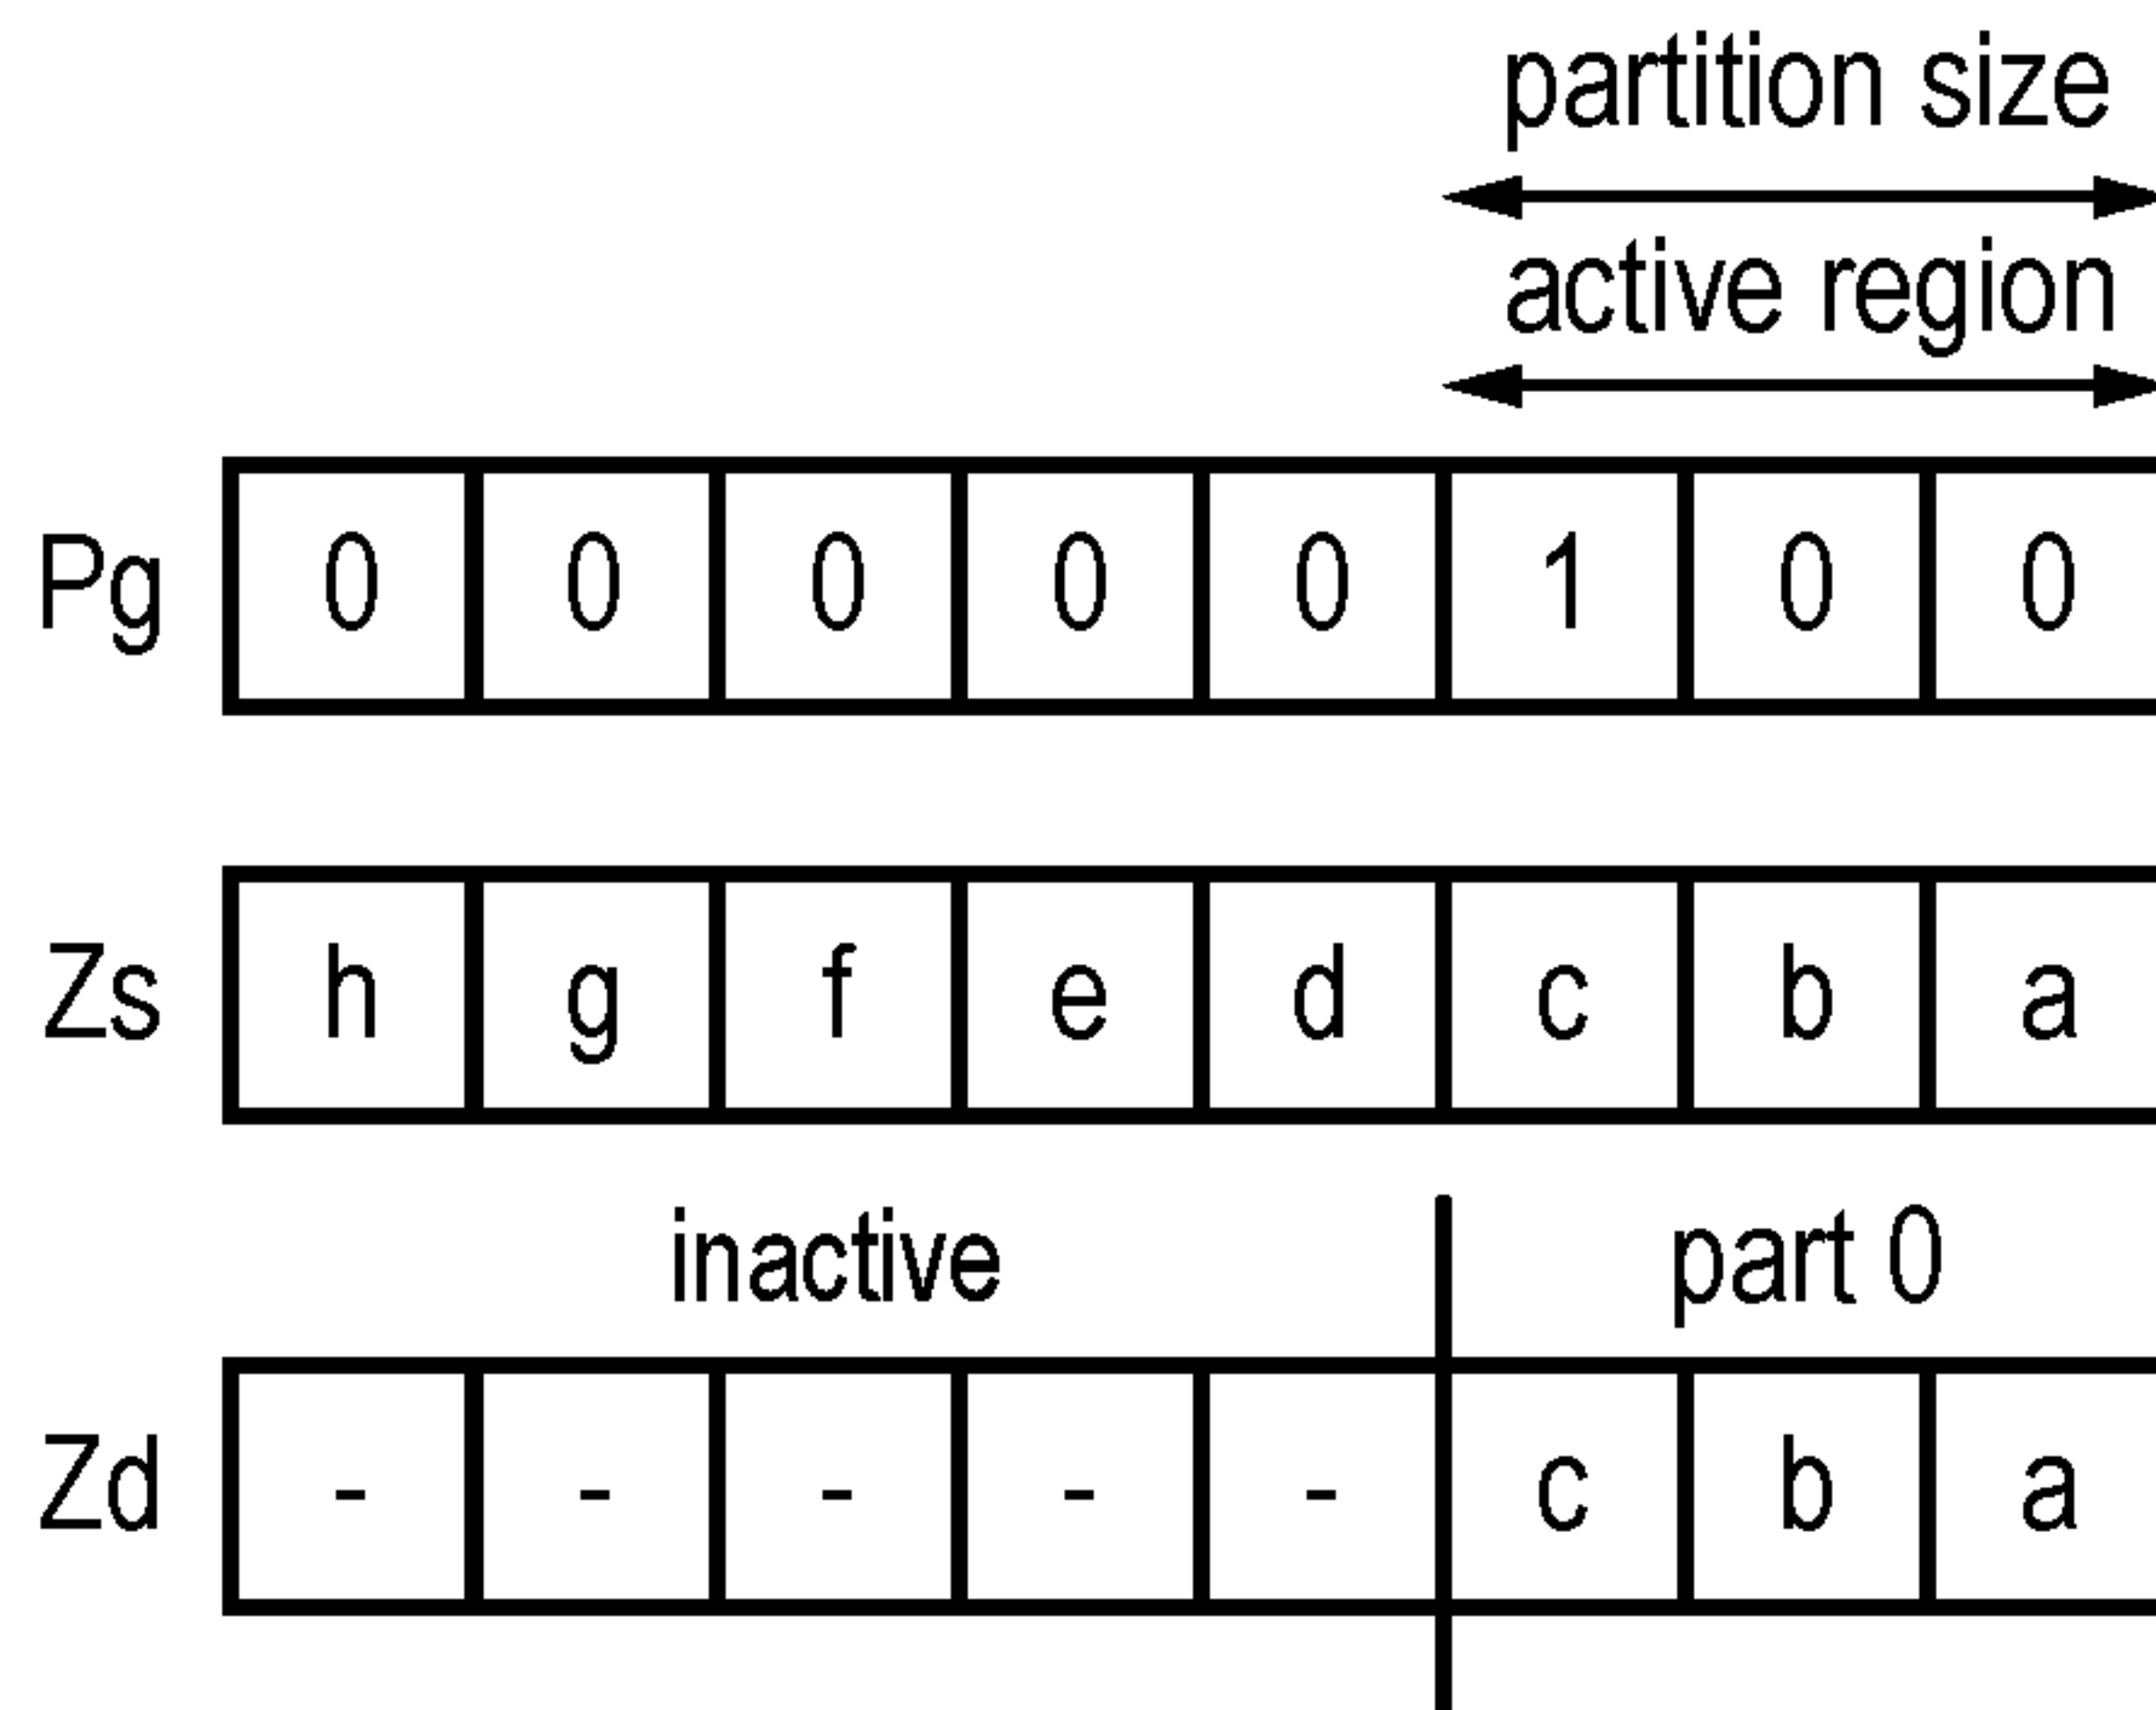 partition size
active region
Pg 0 0 0 0 0 1 0 0
Zs h g f e d c b a
inactive part 0
Zd - - - - - c b a